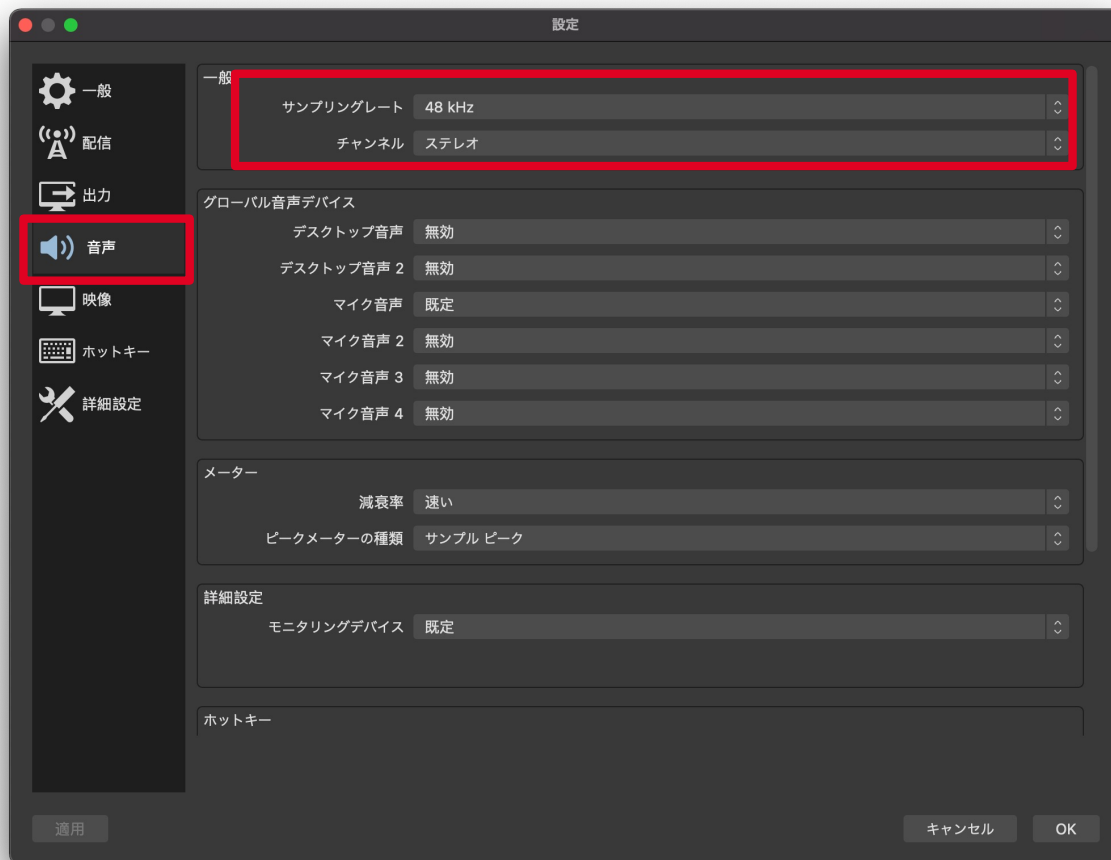 設定
一般
配信
出力
音声
映像
ホットキー
詳細設定
一般
サンプリングレート 48 kHz
チャンネル ステレオ
グローバル音声デバイス
デスクトップ音声 無効
デスクトップ音声 2 無効
マイク音声 既定
マイク音声 2 無効
マイク音声 3 無効
マイク音声 4 無効
メーター
減衰率 速い
ピークメーターの種類 サンプル ピーク
詳細設定
モニタリングデバイス 既定
ホットキー
適用
キャンセル
OK